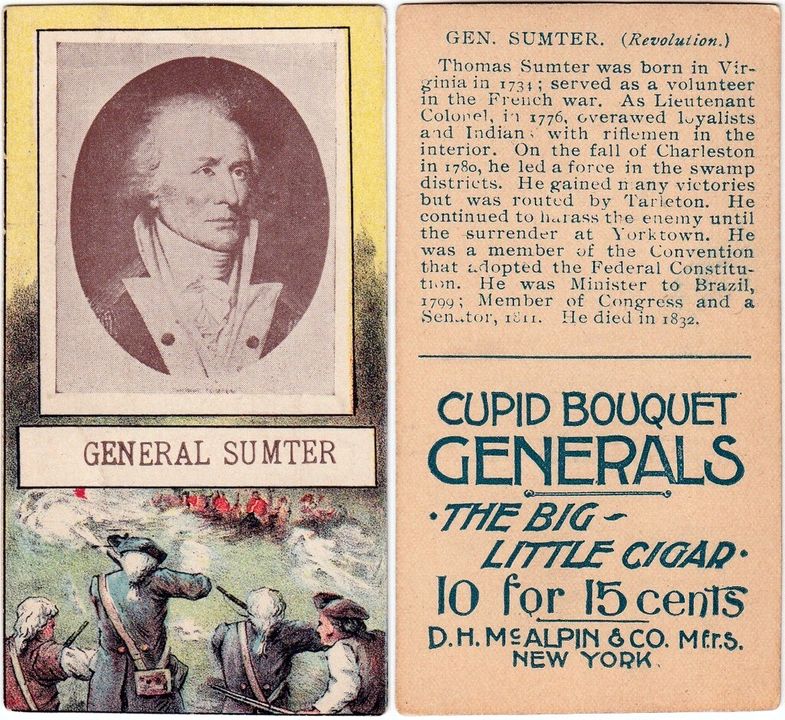 GENERAL SUMTER
GEN. SUMTER. (Revolution.)
Thomas Sumter was born in Vir-
ginia in 1734; served as a volunteer
in the French war. As Lieutenant
Colonel, in 1776, overawed loyalists
and Indians with riflemen in the
interior. On the fall of Charleston
in 1780, he led a force in the swamp
districts. He gained many victories
but was routed by Tarleton. He
continued to harass the enemy until
the surrender at Yorktown. He
was a member of the Convention
that adopted the Federal Constitu-
tion. He was Minister to Brazil,
1799; Member of Congress and a
Senator, 1811. He died in 1832.
CUPID BOUQUET
GENERALS
·THE BIG-
LITTLE CIGAR·
10 for 15 cents
D.H. McALPIN & CO. Mfrs.
NEW YORK.